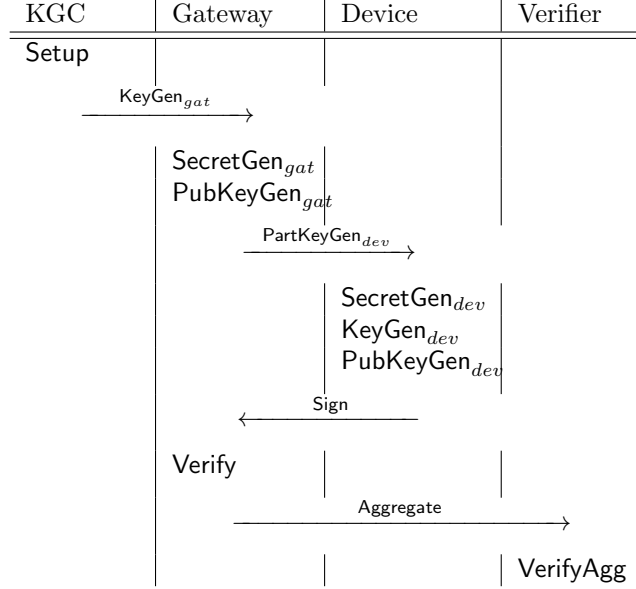 KGC Gateway Device Verifier
Setup
KeyGen_gat
SecretGen_gat
PubKeyGen_gat
PartKeyGen_dev
SecretGen_dev
KeyGen_dev
PubKeyGen_dev
Sign
Verify
Aggregate
VerifyAgg